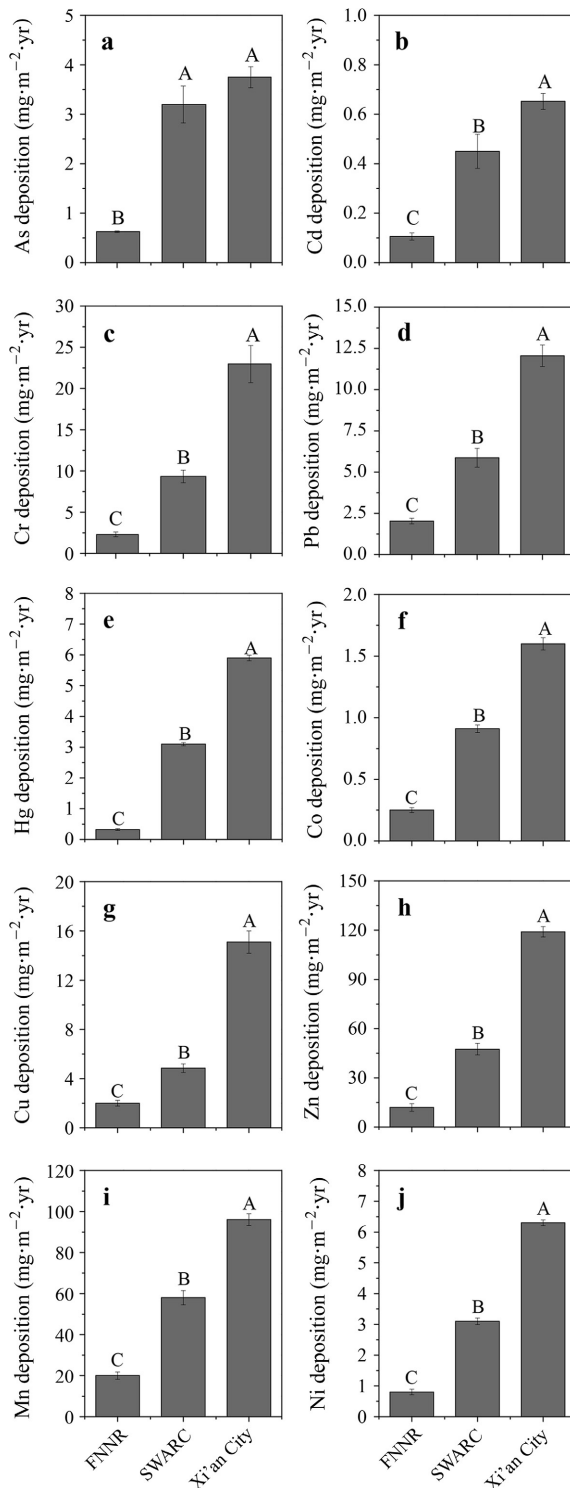 a
As deposition (mg·m−2·yr)
5
4
3
2
1
0
B
A
A
b
Cd deposition (mg·m−2·yr)
1.0
0.8
0.6
0.4
0.2
0.0
C
B
A
c
Cr deposition (mg·m−2·yr)
30
25
20
15
10
5
0
C
B
A
d
Pb deposition (mg·m−2·yr)
15.0
12.5
10.0
7.5
5.0
2.5
0.0
C
B
A
e
Hg deposition (mg·m−2·yr)
8
7
6
5
4
3
2
1
0
C
B
A
f
Co deposition (mg·m−2·yr)
2.0
1.5
1.0
0.5
0.0
C
B
A
g
Cu deposition (mg·m−2·yr)
20
16
12
8
4
0
C
B
A
h
Zn deposition (mg·m−2·yr)
150
120
90
60
30
0
C
B
A
i
Mn deposition (mg·m−2·yr)
120
100
80
60
40
20
0
C
B
A
j
Ni deposition (mg·m−2·yr)
7
6
5
4
3
2
1
0
C
B
A
FNNR
SWARC
Xi'an City
FNNR
SWARC
Xi'an City